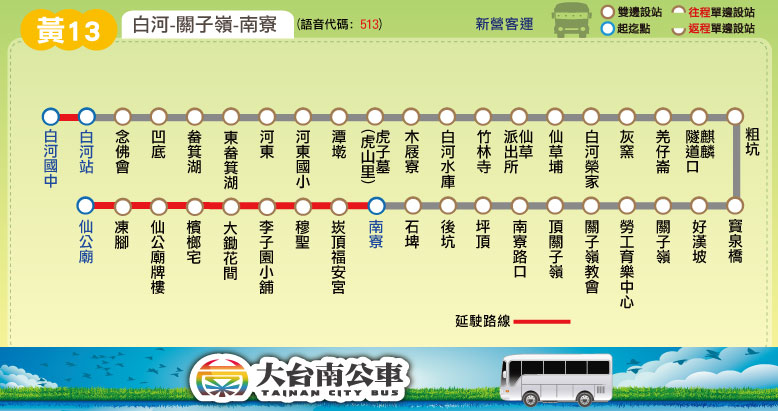 黃13
白河-關子嶺-南寮
(語音代碼: 513)
新營客運
雙邊設站
往程單邊設站
起迄點
返程單邊設站
白河國中
白河站
念佛會
凹底
畚箕湖
東畚箕湖
河東
河東國小
潭墘
虎子墓
(虎山里)
木屐寮
白河水庫
竹林寺
仙草
派出所
仙草埔
白河榮家
灰窯
羌仔崙
麒麟
隧道口
粗坑
仙公廟
凍腳
仙公廟牌樓
檳榔宅
大鋤花間
李子園小舖
穆聖
崁頂福安宮
南寮
石埤
後坑
坪頂
南寮路口
頂關子嶺
關子嶺教會
勞工育樂中心
關子嶺
好漢坡
寶泉橋
延駛路線
大台南公車
TAINAN CITY BUS